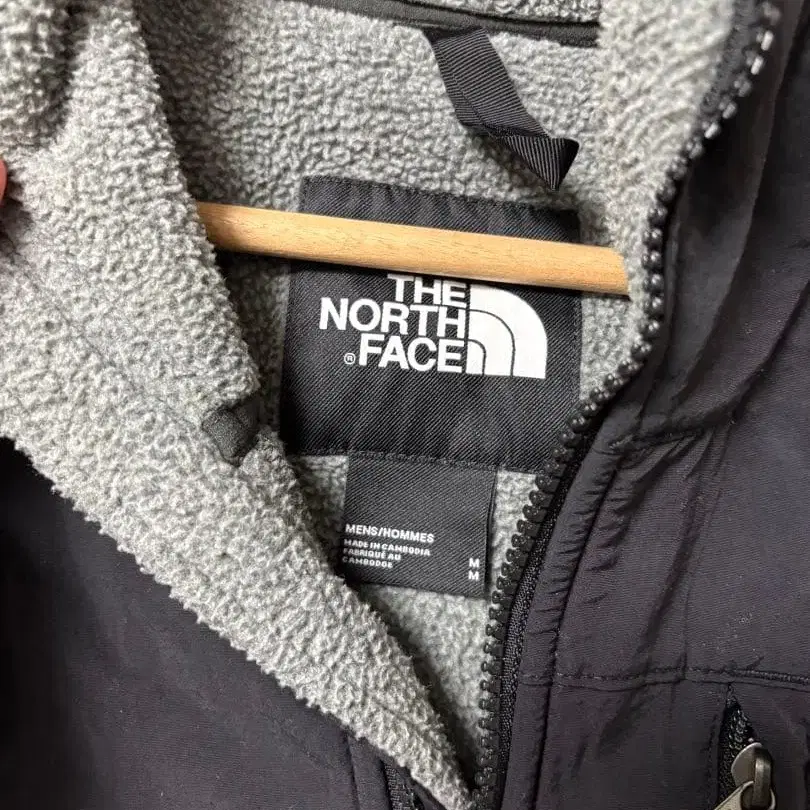 THE
NORTH
® FACE
MENS/HOMMES
MADE IN CAMBODIA
FABRIQUÉ AU
CAMBODGE
M
M